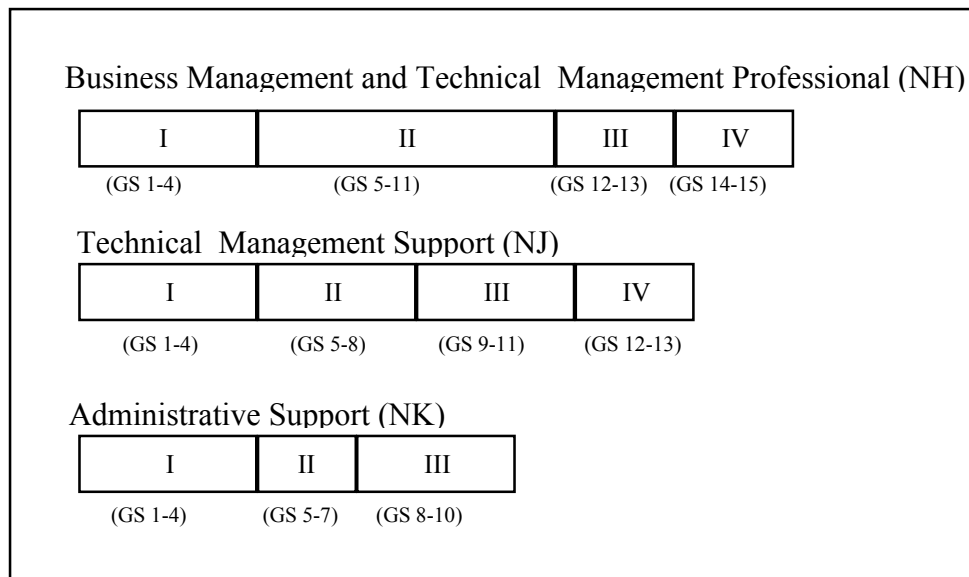 Business Management and Technical  Management Professional (NH)
I II III IV
(GS 1-4) (GS 5-11) (GS 12-13) (GS 14-15)
Technical  Management Support (NJ)
I II III IV
(GS 1-4) (GS 5-8) (GS 9-11) (GS 12-13)
Administrative Support (NK)
I II III
(GS 1-4) (GS 5-7) (GS 8-10)